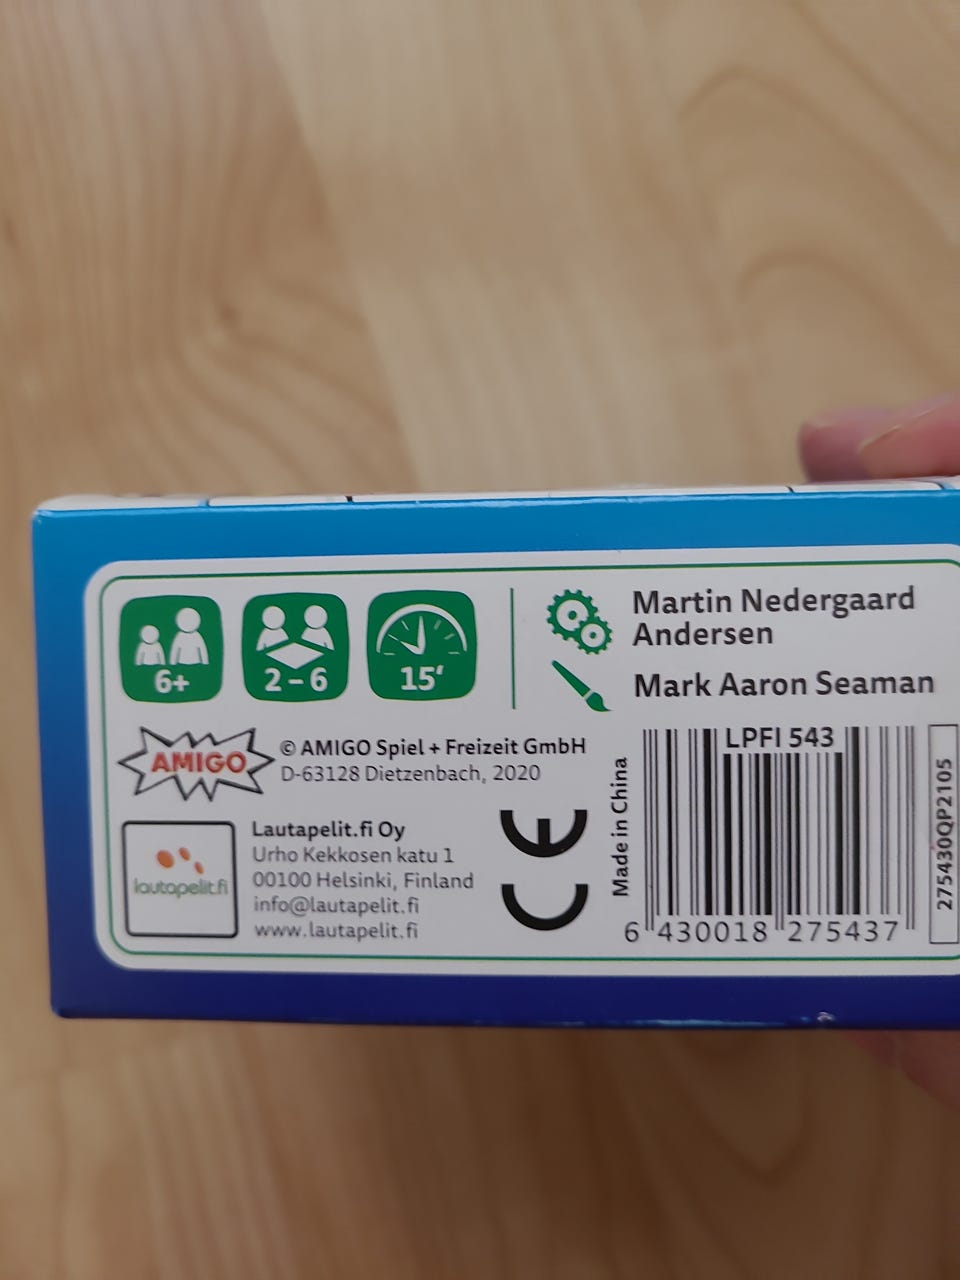 6+
2-6
15'
Martin Nedergaard
Andersen
Mark Aaron Seaman
AMIGO
© AMIGO Spiel + Freizeit GmbH
D-63128 Dietzenbach, 2020
lautapelit.fi
Lautapelit.fi Oy
Urho Kekkosen katu 1
00100 Helsinki, Finland
info@lautapelit.fi
www.lautapelit.fi
CE
Made in China
LPFI 543
6 430018 275437
275430QP2105